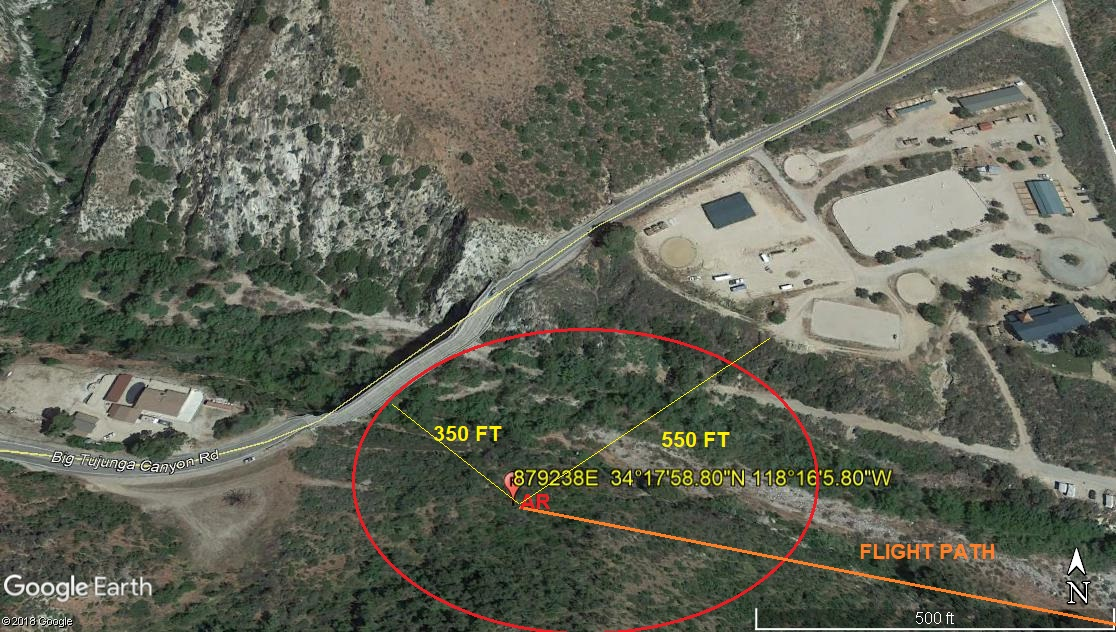 350 FT
550 FT
Big Tujunga Canyon Rd
879238E 34°17'58.80"N 118°16'5.80"W
AR
FLIGHT PATH
N
Google Earth
©2018 Google
500 ft